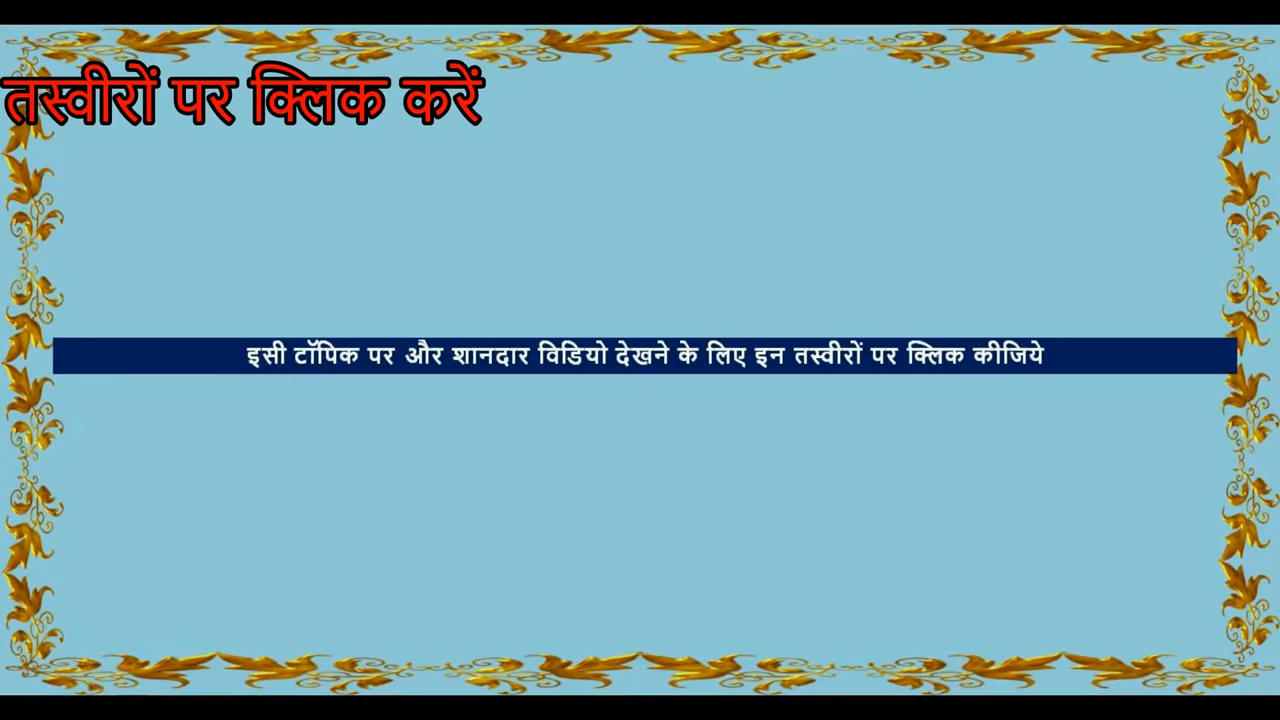 तस्वीरों पर क्लिक करें
इसी टॉपिक पर और शानदार विडियो देखने के लिए इन तस्वीरों पर क्लिक कीजिये